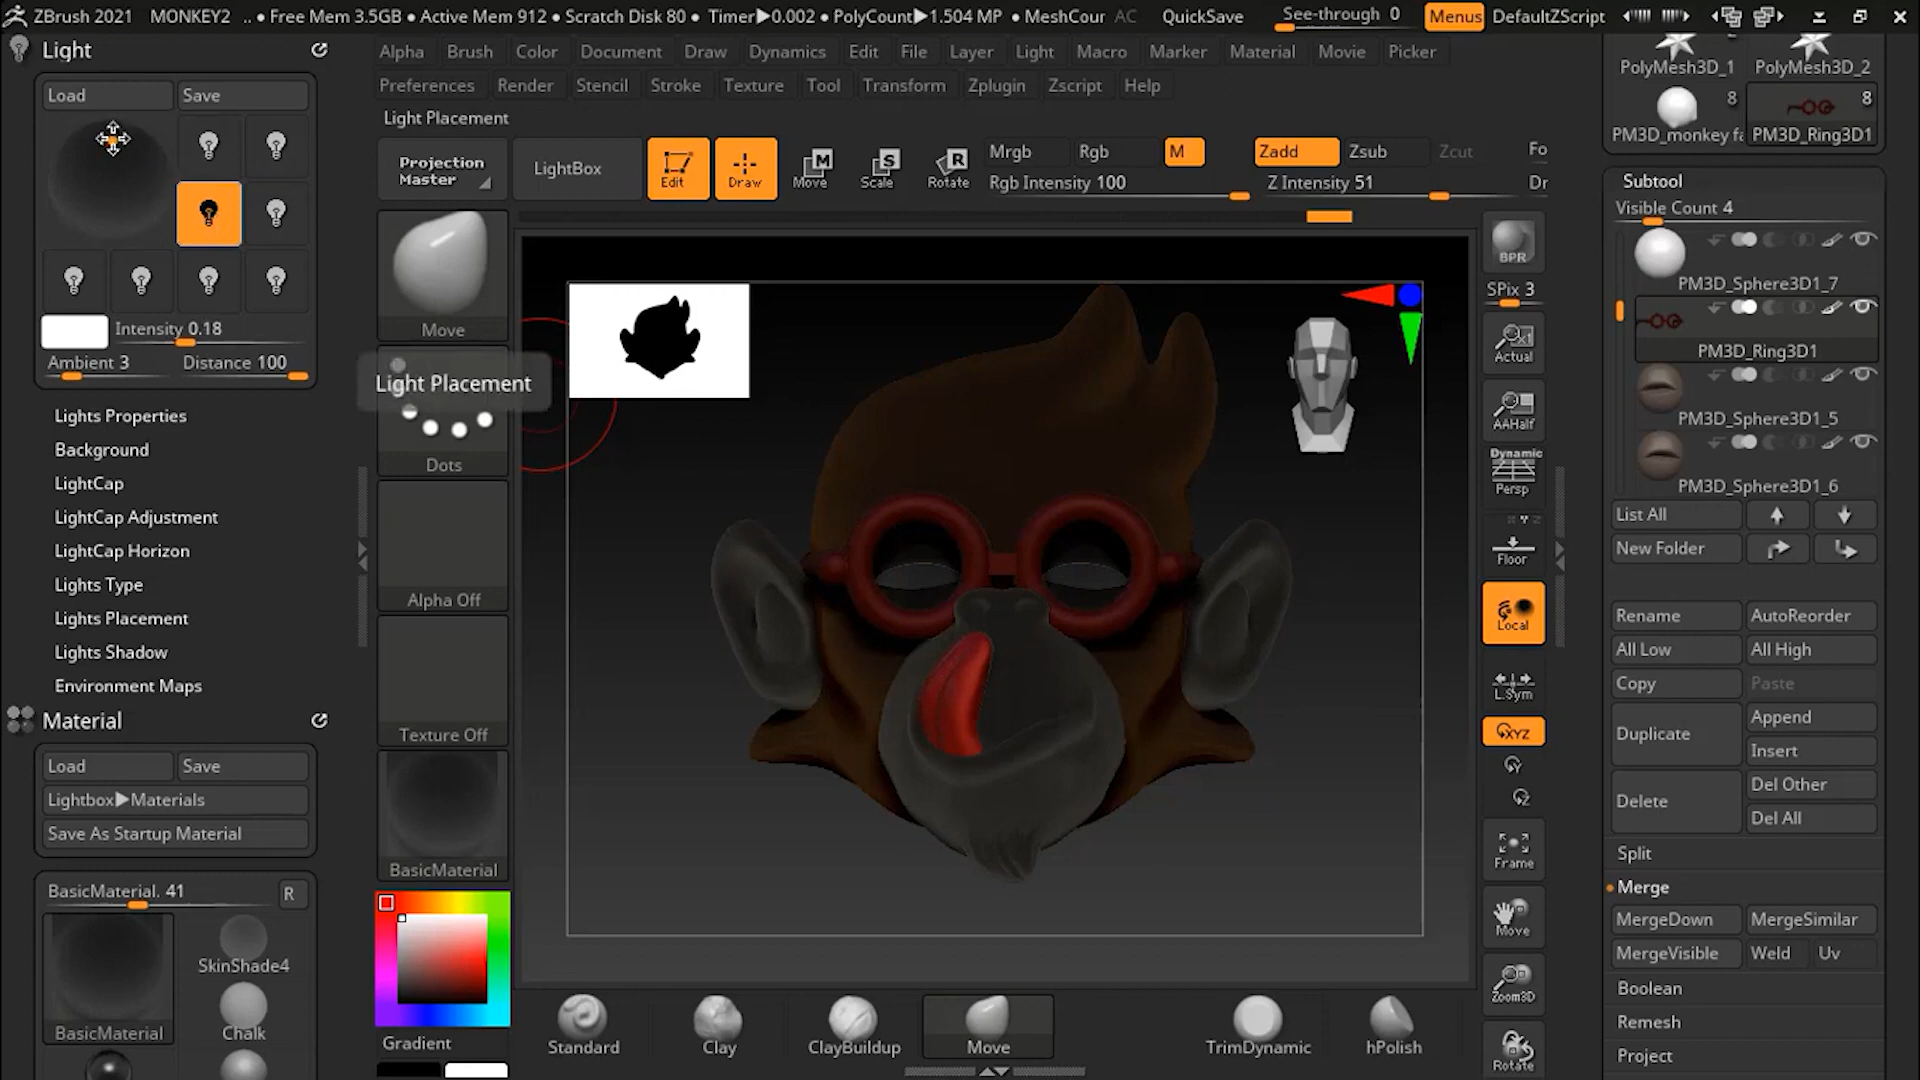 ZBrush 2021 MONKEY2 .. ● Free Mem 3.5GB ● Active Mem 912 ● Scratch Disk 80 ● Timer▶0.002 ● PolyCount▶1.504 MP ● MeshCour AC QuickSave See-through 0 Menus DefaultZScript
Light
Alpha Brush Color Document Draw Dynamics Edit File Layer Light Macro Marker Material Movie Picker
Preferences Render Stencil Stroke Texture Tool Transform Zplugin Zscript Help
Light Placement
Load Save
Intensity 0.18
Ambient 3 Distance 100
Lights Properties
Background
LightCap
LightCap Adjustment
LightCap Horizon
Lights Type
Lights Placement
Lights Shadow
Environment Maps
Material
Load Save
Lightbox▶Materials
Save As Startup Material
BasicMaterial. 41 R
SkinShade4
BasicMaterial
Chalk
Projection Master
LightBox
Edit
Draw
M Move
S Scale
R Rotate
Mrgb Rgb M
Rgb Intensity 100
Zadd Zsub Zcut
Z Intensity 51
Fo
Dr
Move
Light Placement
Dots
Alpha Off
Texture Off
BasicMaterial
Gradient
Standard Clay ClayBuildup Move TrimDynamic hPolish
BPR
SPix 3
Actual
AAHalf
Dynamic
Persp
Floor
Local
L.Sym
XYZ
Y
Z
Frame
Move
Zoom3D
Rotate
PolyMesh3D_1 PolyMesh3D_2
8 8
PM3D_monkey fa PM3D_Ring3D1
Subtool
Visible Count 4
PM3D_Sphere3D1_7
PM3D_Ring3D1
PM3D_Sphere3D1_5
PM3D_Sphere3D1_6
List All
New Folder
Rename AutoReorder
All Low All High
Copy Paste
Duplicate Append
Insert
Delete Del Other
Del All
Split
Merge
MergeDown MergeSimilar
MergeVisible Weld Uv
Boolean
Remesh
Project